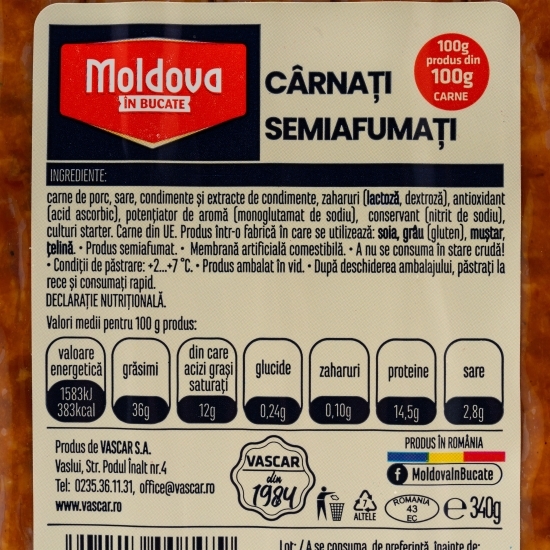 Moldova
ÎN BUCATE
CÂRNAȚI
SEMIAFUMAȚI
100g
produs din
100g
CARNE
INGREDIENTE:
carne de porc, sare, condimente și extracte de condimente, zaharuri (lactoză, dextroză), antioxidant
(acid ascorbic), potențiator de aromă (monoglutamat de sodiu), conservant (nitrit de sodiu),
culturi starter. Carne din UE. Produs într-o fabrică în care se utilizează: soia, grâu (gluten), muștar,
țelină. • Produs semiafumat. • Membrană artificială comestibilă. • A nu se consuma în stare crudă!
• Condiții de păstrare: +2...+7 °C. • Produs ambalat în vid. • După deschiderea ambalajului, păstrați la
rece și consumați rapid.
DECLARAȚIE NUTRIȚIONALĂ.
Valori medii pentru 100 g produs:
valoare energetică 1583kJ 383kcal
grăsimi 36g
din care acizi grași saturați 12g
glucide 0,24g
zaharuri 0,10g
proteine 14,5g
sare 2,8g
Produs de VASCAR S.A.
Vaslui, Str. Podul Înalt nr.4
Tel: 0235.36.11.31, office@vascar.ro
www.vascar.ro
VASCAR
din
1984
7
ALTELE
PRODUS ÎN ROMÂNIA
f MoldovaInBucate
ROMANIA
43
EC
e 340g
Lot: / A se consuma, de preferință, înainte de: